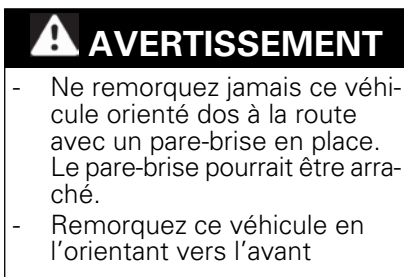 AVERTISSEMENT
- Ne remorquez jamais ce véhi-
cule orienté dos à la route
avec un pare-brise en place.
Le pare-brise pourrait être arra-
ché.
- Remorquez ce véhicule en
l'orientant vers l'avant